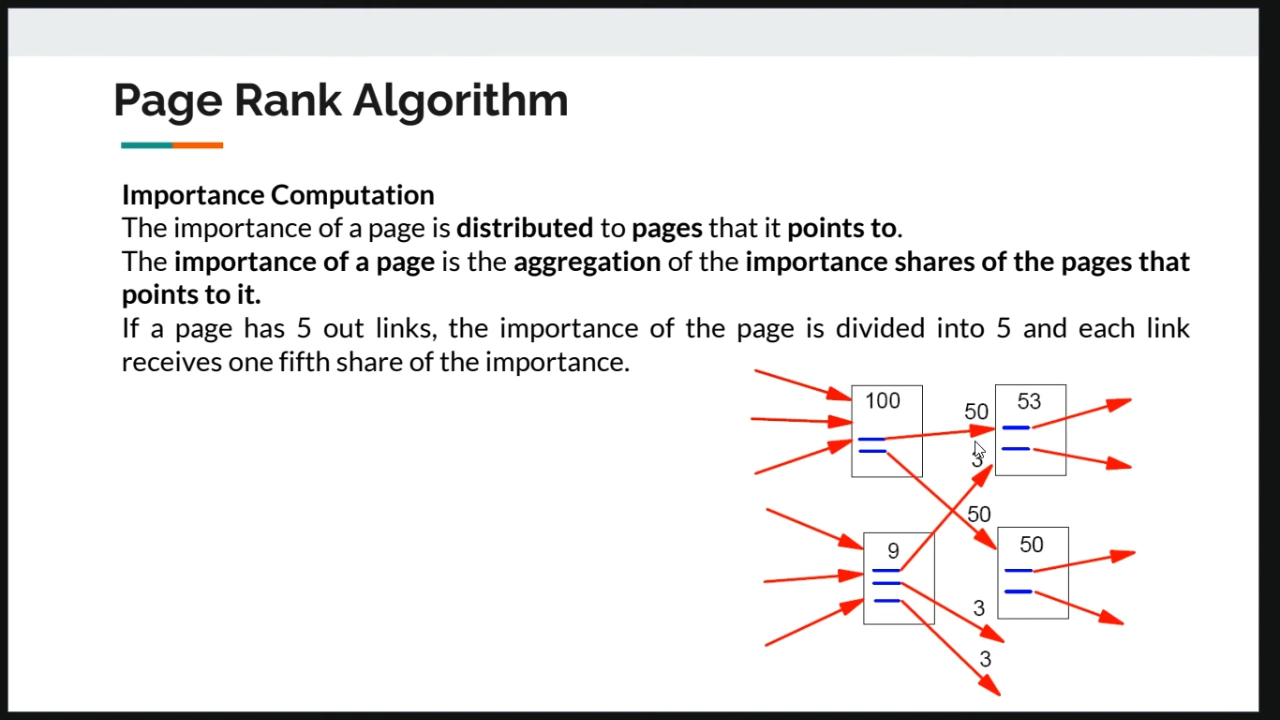 Page Rank Algorithm
Importance Computation
The importance of a page is distributed to pages that it points to.
The importance of a page is the aggregation of the importance shares of the pages that
points to it.
If a page has 5 out links, the importance of the page is divided into 5 and each link
receives one fifth share of the importance.
100
50
53
3
50
9
50
3
3